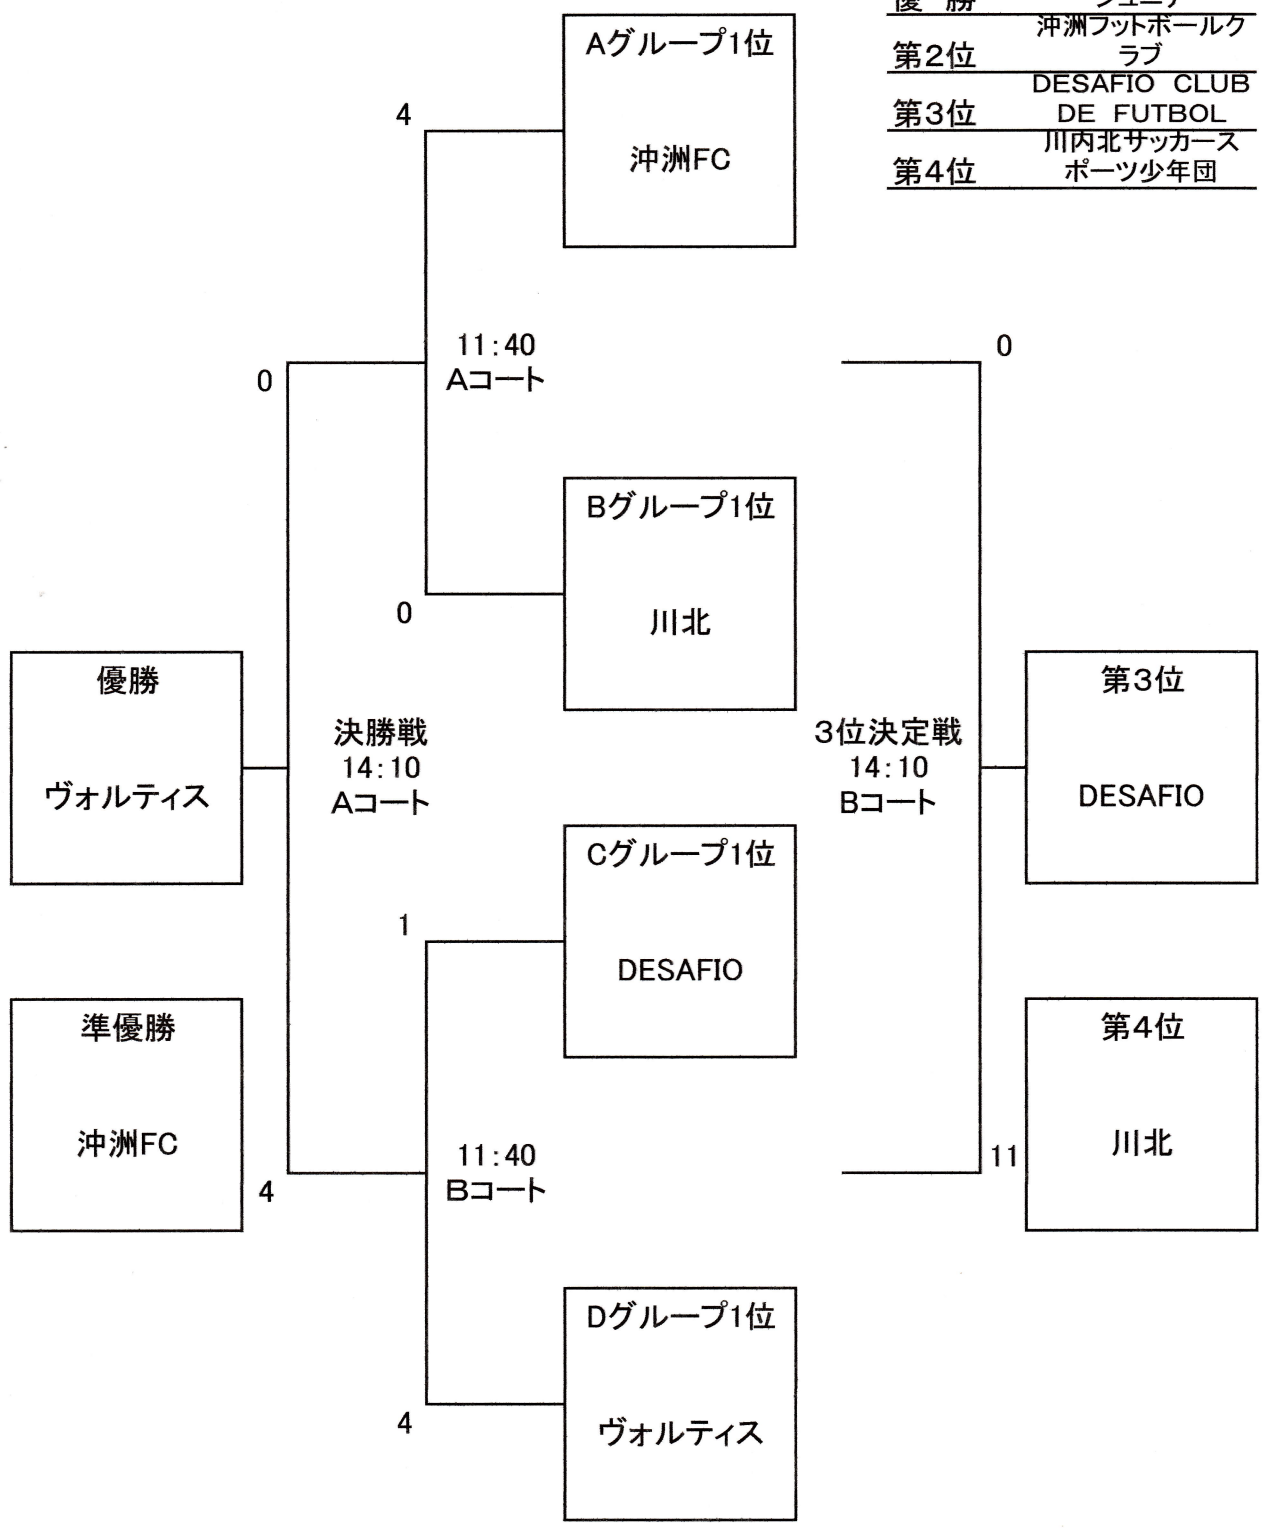 優 勝 ジュニア
沖洲フットボールク
第2位 ラブ
DESAFIO CLUB
第3位 DE FUTBOL
川内北サッカース
第4位 ポーツ少年団
Aグループ1位
4
沖洲FC
11:40
Aコート
0
0
Bグループ1位
0
川北
優勝
ヴォルティス
決勝戦
14:10
Aコート
3位決定戦
14:10
Bコート
第3位
DESAFIO
Cグループ1位
1
DESAFIO
準優勝
沖洲FC
4
11:40
Bコート
11
第4位
川北
Dグループ1位
4
ヴォルティス